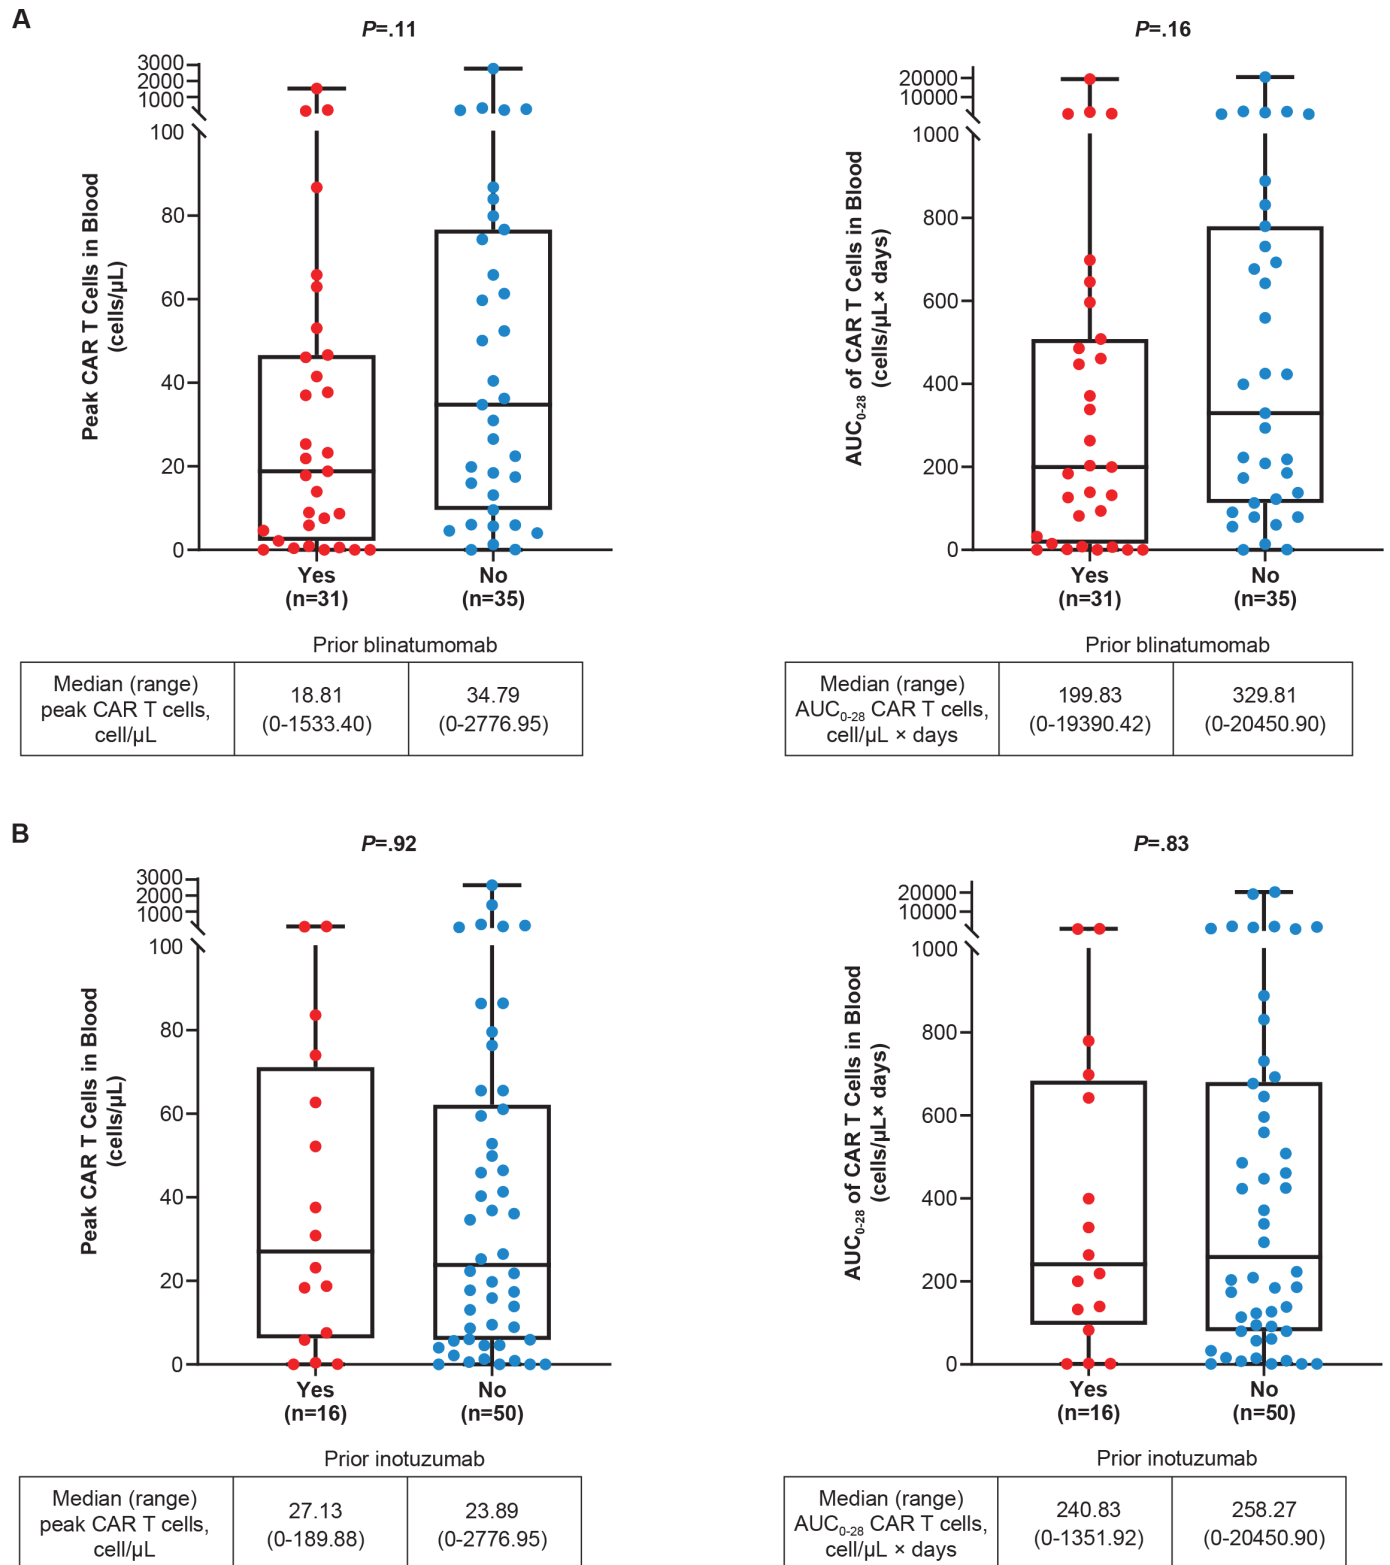 A
P=.11
3000
2000
1000
100
80
60
40
20
0
Peak CAR T Cells in Blood
(cells/µL)
Yes
(n=31)
No
(n=35)
Prior blinatumomab
Median (range)
peak CAR T cells,
cell/µL
18.81
(0-1533.40)
34.79
(0-2776.95)
P=.16
20000
10000
1000
800
600
400
200
0
AUC0-28 of CAR T Cells in Blood
(cells/µL× days)
Yes
(n=31)
No
(n=35)
Prior blinatumomab
Median (range)
AUC0-28 CAR T cells,
cell/µL × days
199.83
(0-19390.42)
329.81
(0-20450.90)
B
P=.92
3000
2000
1000
100
80
60
40
20
0
Peak CAR T Cells in Blood
(cells/µL)
Yes
(n=16)
No
(n=50)
Prior inotuzumab
Median (range)
peak CAR T cells,
cell/µL
27.13
(0-189.88)
23.89
(0-2776.95)
P=.83
20000
10000
1000
800
600
400
200
0
AUC0-28 of CAR T Cells in Blood
(cells/µL× days)
Yes
(n=16)
No
(n=50)
Prior inotuzumab
Median (range)
AUC0-28 CAR T cells,
cell/µL × days
240.83
(0-1351.92)
258.27
(0-20450.90)